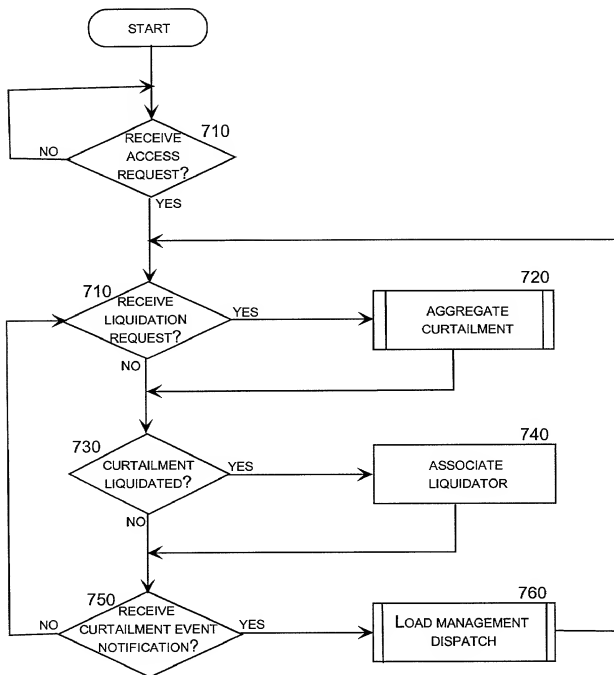 START
710
RECEIVE
ACCESS
REQUEST?
NO
YES
710
RECEIVE
LIQUIDATION
REQUEST?
YES
NO
720
AGGREGATE
CURTAILMENT
730
CURTAILMENT
LIQUIDATED?
YES
NO
740
ASSOCIATE
LIQUIDATOR
750
RECEIVE
CURTAILMENT EVENT
NOTIFICATION?
NO
YES
760
LOAD MANAGEMENT
DISPATCH